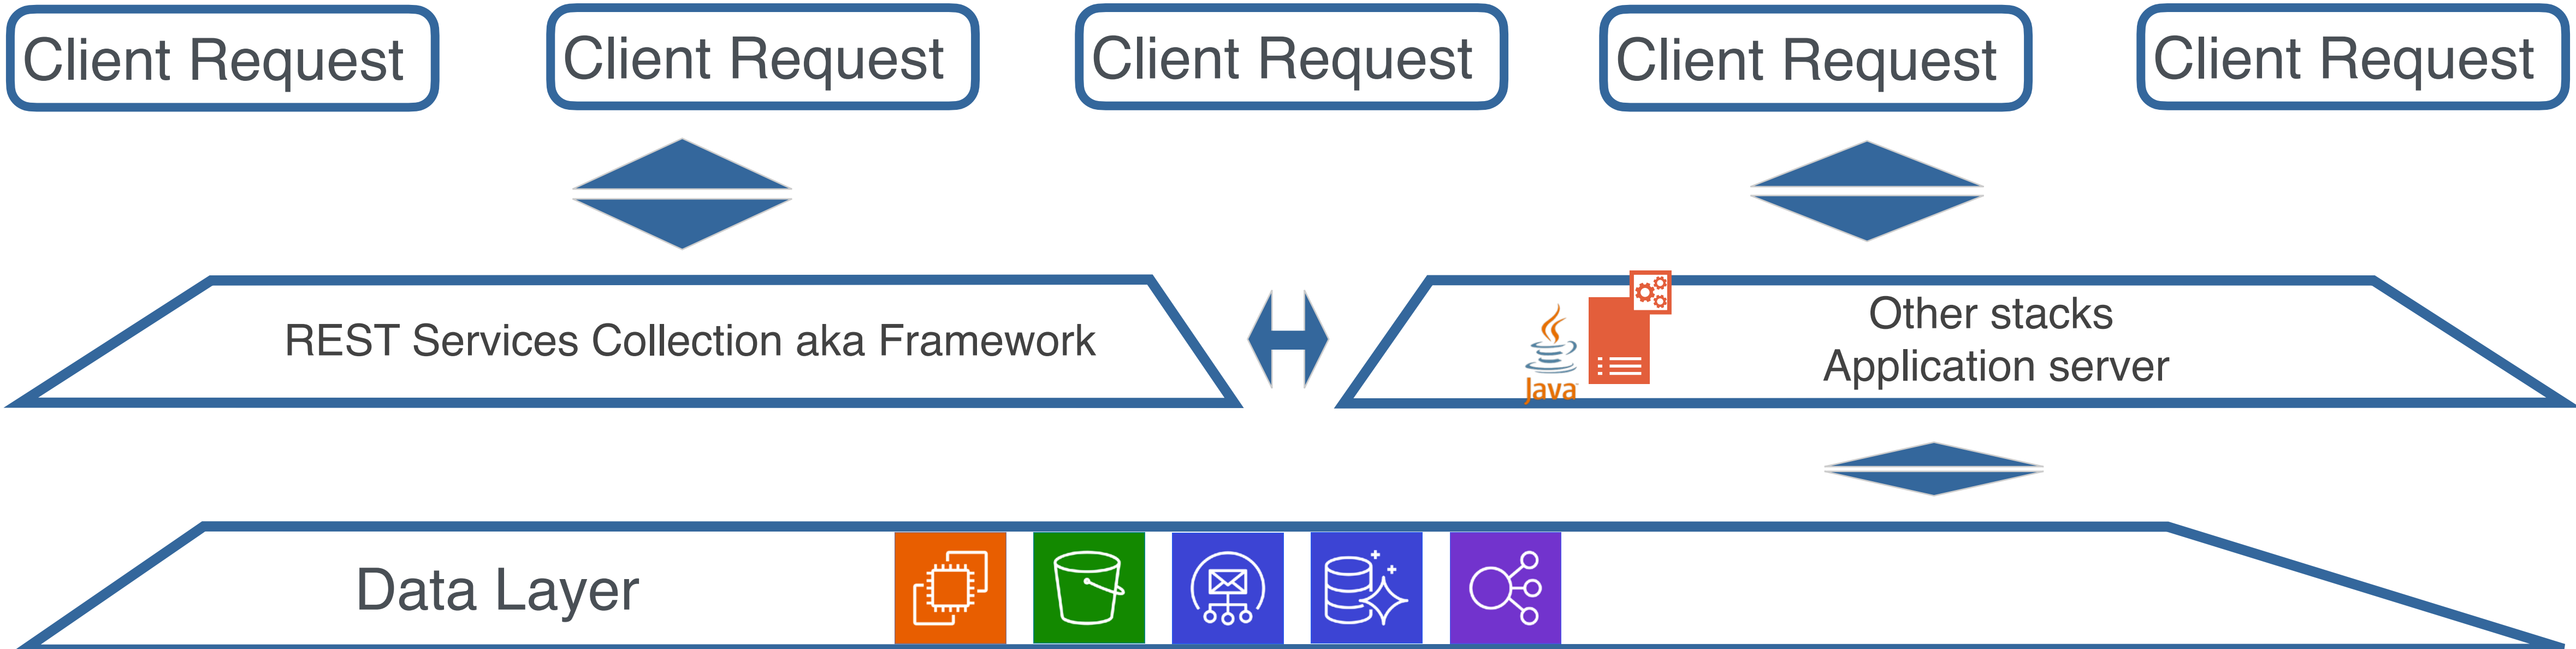 Client Request
Client Request
Client Request
Client Request
Client Request
REST Services Collection aka Framework
Java
Other stacks
Application server
Data Layer